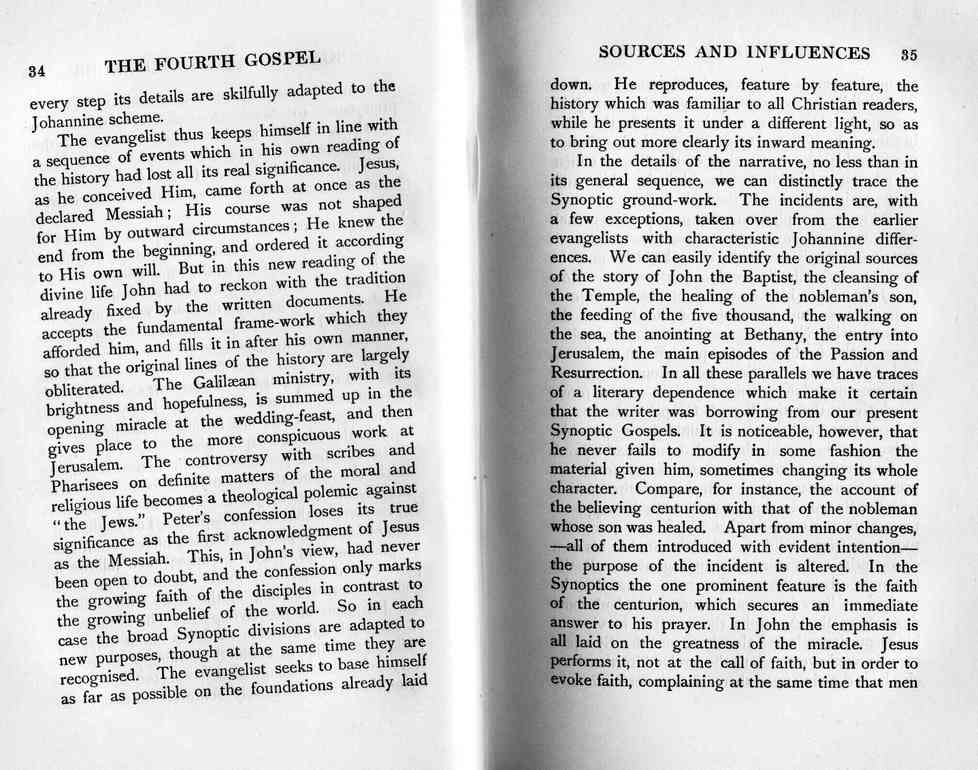 34 THE FOURTH GOSPEL
every step its details are skilfully adapted to the
Johannine scheme.
The evangelist thus keeps himself in line with
a sequence of events which in his own reading of
the history had lost all its real significance. Jesus,
as he conceived Him, came forth at once as the
declared Messiah; His course was not shaped
for Him by outward circumstances; He knew the
end from the beginning, and ordered it according
to His own will. But in this new reading of the
divine life John had to reckon with the tradition
already fixed by the written documents. He
accepts the fundamental frame-work which they
afforded him, and fills it in after his own manner,
so that the original lines of the history are largely
obliterated. The Galilæan ministry, with its
brightness and hopefulness, is summed up in the
opening miracle at the wedding-feast, and then
gives place to the more conspicuous work at
Jerusalem. The controversy with scribes and
Pharisees on definite matters of the moral and
religious life becomes a theological polemic against
"the Jews." Peter's confession loses its true
significance as the first acknowledgment of Jesus
as the Messiah. This, in John's view, had never
been open to doubt, and the confession only marks
the growing faith of the disciples in contrast to
the growing unbelief of the world. So in each
case the broad Synoptic divisions are adapted to
new purposes, though at the same time they are
recognised. The evangelist seeks to base himself
as far as possible on the foundations already laid
SOURCES AND INFLUENCES 35
down. He reproduces, feature by feature, the
history which was familiar to all Christian readers,
while he presents it under a different light, so as
to bring out more clearly its inward meaning.
In the details of the narrative, no less than in
its general sequence, we can distinctly trace the
Synoptic ground-work. The incidents are, with
a few exceptions, taken over from the earlier
evangelists with characteristic Johannine differ-
ences. We can easily identify the original sources
of the story of John the Baptist, the cleansing of
the Temple, the healing of the nobleman's son,
the feeding of the five thousand, the walking on
the sea, the anointing at Bethany, the entry into
Jerusalem, the main episodes of the Passion and
Resurrection. In all these parallels we have traces
of a literary dependence which make it certain
that the writer was borrowing from our present
Synoptic Gospels. It is noticeable, however, that
he never fails to modify in some fashion the
material given him, sometimes changing its whole
character. Compare, for instance, the account of
the believing centurion with that of the nobleman
whose son was healed. Apart from minor changes,
—all of them introduced with evident intention—
the purpose of the incident is altered. In the
Synoptics the one prominent feature is the faith
of the centurion, which secures an immediate
answer to his prayer. In John the emphasis is
all laid on the greatness of the miracle. Jesus
performs it, not at the call of faith, but in order to
evoke faith, complaining at the same time that men